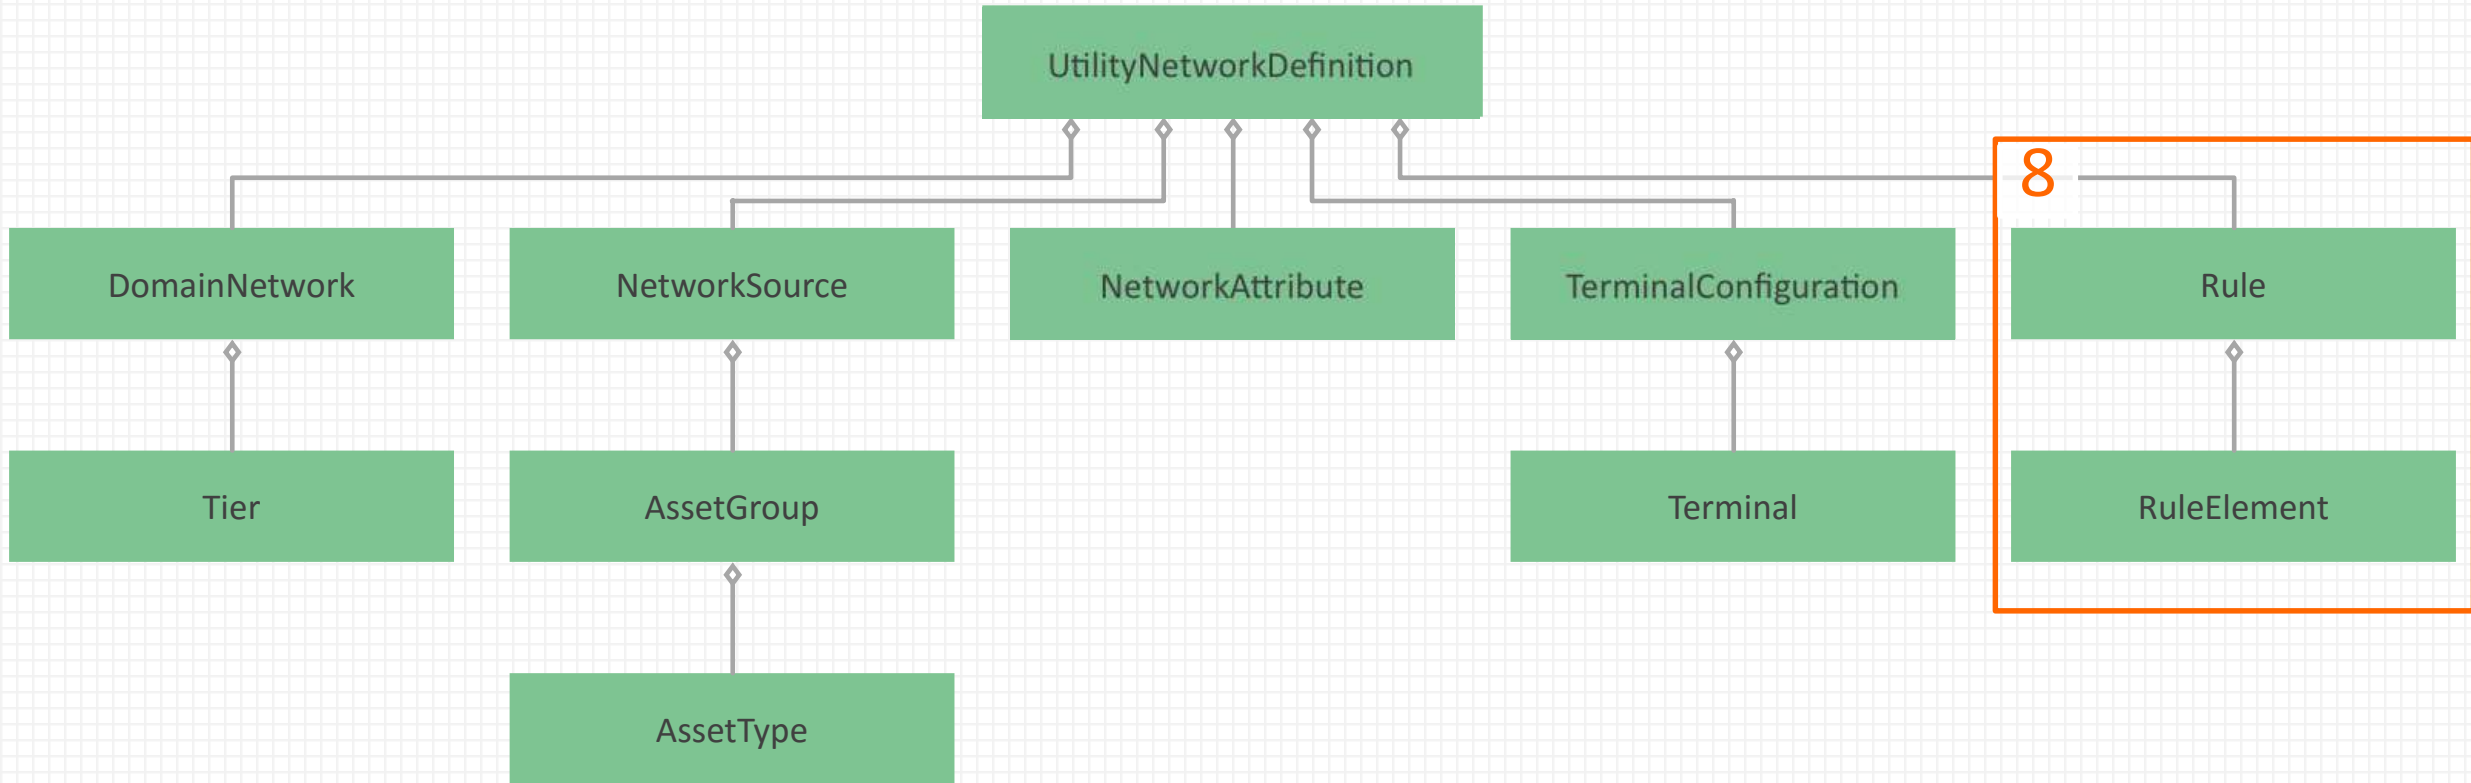 UtilityNetworkDefinition
8
DomainNetwork
NetworkSource
NetworkAttribute
TerminalConfiguration
Rule
Tier
AssetGroup
Terminal
RuleElement
AssetType